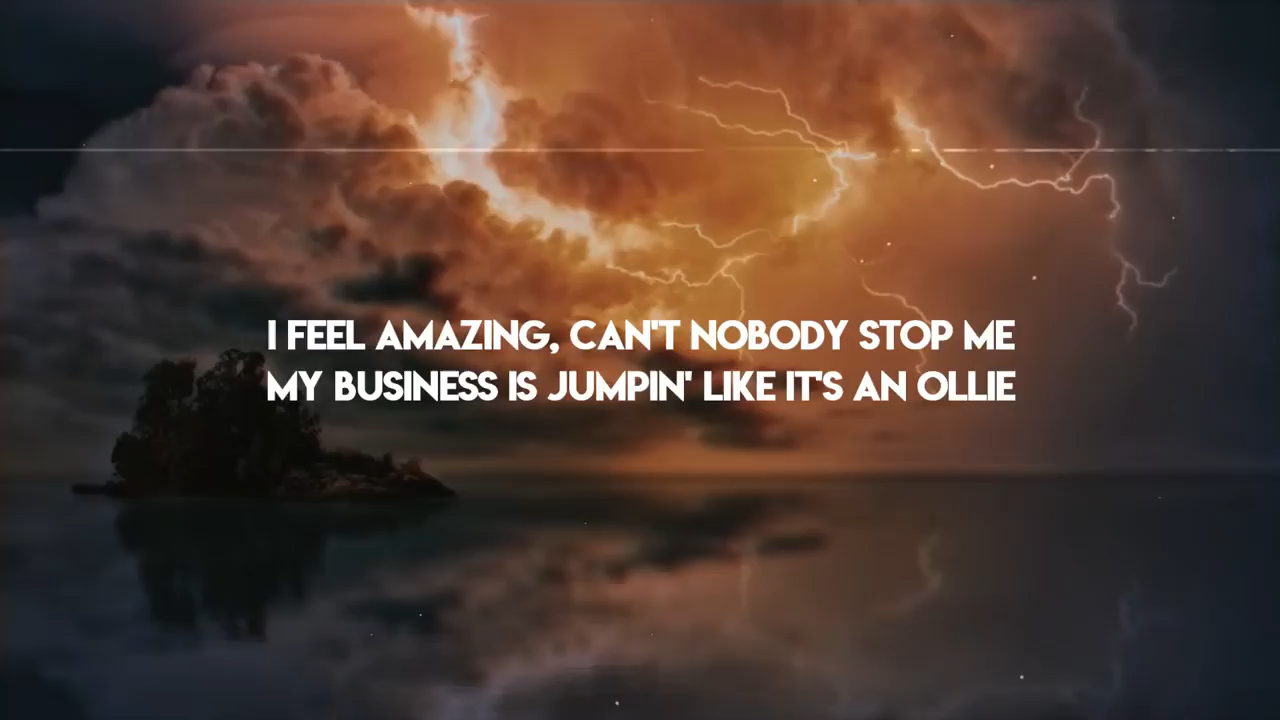 I FEEL AMAZING, CAN'T NOBODY STOP ME
MY BUSINESS IS JUMPIN' LIKE IT'S AN OLLIE